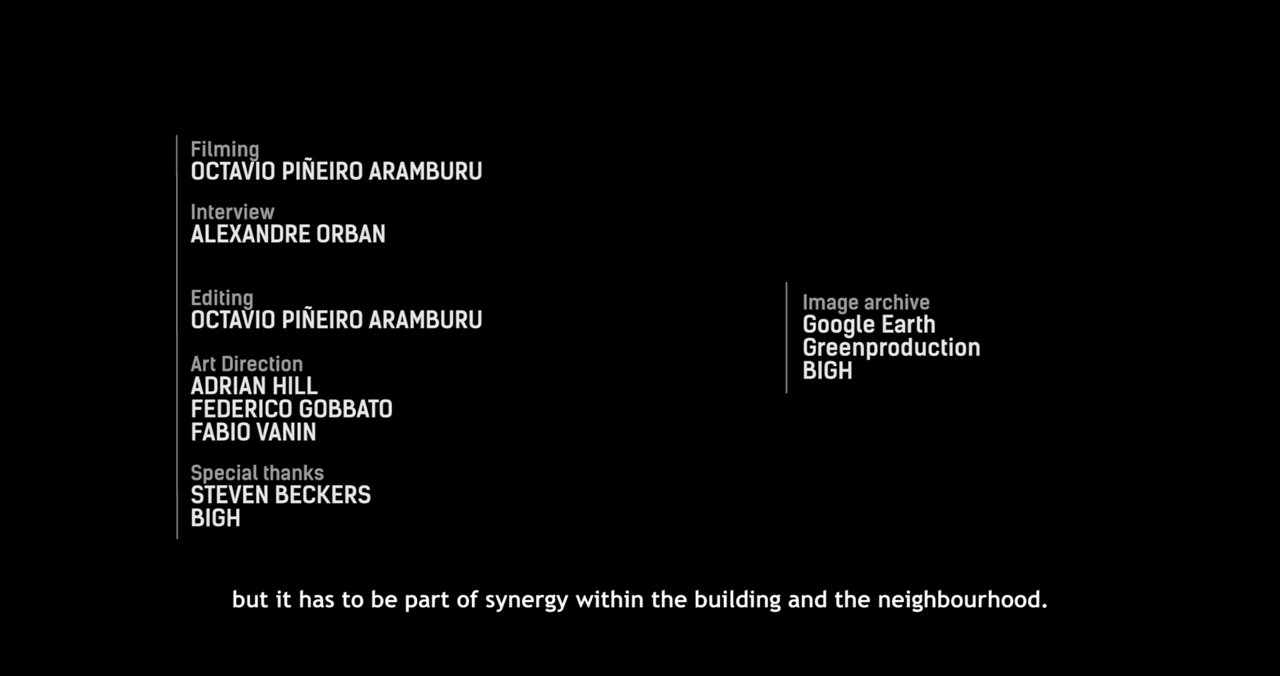 Filming
OCTAVIO PIÑEIRO ARAMBURU
Interview
ALEXANDRE ORBAN
Editing
OCTAVIO PIÑEIRO ARAMBURU
Art Direction
ADRIAN HILL
FEDERICO GOBBATO
FABIO VANIN
Special thanks
STEVEN BECKERS
BIGH
Image archive
Google Earth
Greenproduction
BIGH
but it has to be part of synergy within the building and the neighbourhood.